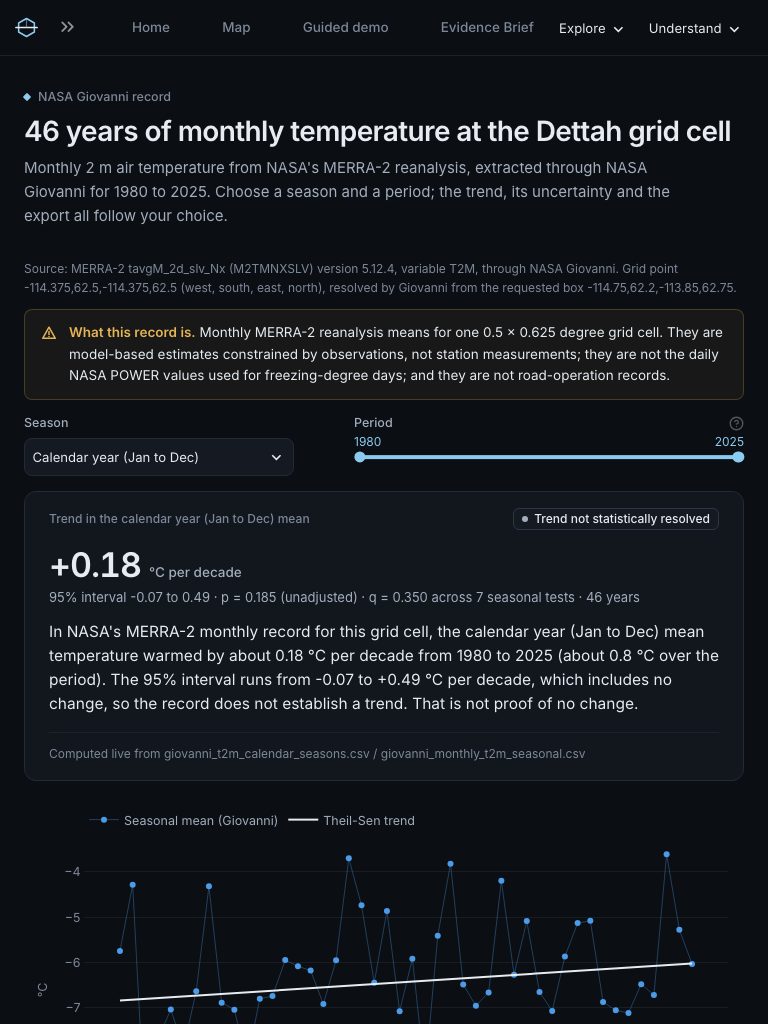 Home Map Guided demo Evidence Brief Explore Understand
NASA Giovanni record
46 years of monthly temperature at the Dettah grid cell
Monthly 2 m air temperature from NASA's MERRA-2 reanalysis, extracted through NASA
Giovanni for 1980 to 2025. Choose a season and a period; the trend, its uncertainty and the
export all follow your choice.
Source: MERRA-2 tavgM_2d_slv_Nx (M2TMNXSLV) version 5.12.4, variable T2M, through NASA Giovanni. Grid point
-114.375,62.5,-114.375,62.5 (west, south, east, north), resolved by Giovanni from the requested box -114.75,62.2,-113.85,62.75.
What this record is. Monthly MERRA-2 reanalysis means for one 0.5 × 0.625 degree grid cell. They are
model-based estimates constrained by observations, not station measurements; they are not the daily
NASA POWER values used for freezing-degree days; and they are not road-operation records.
Season
Calendar year (Jan to Dec)
Period
1980 2025
Trend in the calendar year (Jan to Dec) mean
Trend not statistically resolved
+0.18 °C per decade
95% interval -0.07 to 0.49 · p = 0.185 (unadjusted) · q = 0.350 across 7 seasonal tests · 46 years
In NASA's MERRA-2 monthly record for this grid cell, the calendar year (Jan to Dec) mean
temperature warmed by about 0.18 °C per decade from 1980 to 2025 (about 0.8 °C over the
period). The 95% interval runs from -0.07 to +0.49 °C per decade, which includes no
change, so the record does not establish a trend. That is not proof of no change.
Computed live from giovanni_t2m_calendar_seasons.csv / giovanni_monthly_t2m_seasonal.csv
Seasonal mean (Giovanni) Theil-Sen trend
−4
−5
−6
°C
−7